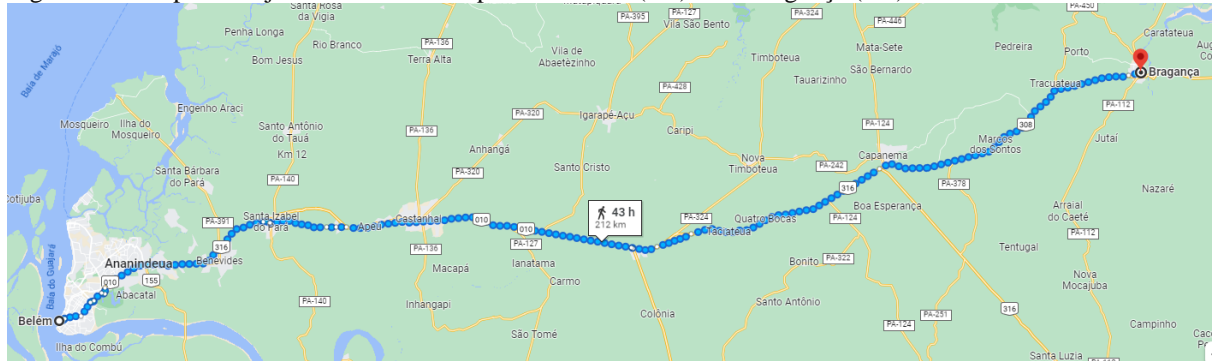 Santa Rosa
da Vigia
PA-395
PA-127
Vila São Bento
PA-324
PA-446
PA-450
Penha Longa
Rio Branco
PA-136
Terra Alta
Vila de
Abaetézinho
Timboteua
Mata-Sete
Pedreira
Porto
Caratateua
Bom Jesus
São Bernardo
Tauarizinho
Tracuateua
Bragança
Baía de Marajó
PA-428
PA-112
Engenho Araci
PA-320
Igarapé-Açu
Mosqueiro
Ilha do
Mosqueiro
Santo Antônio
do Tauá
PA-136
Caripi
PA-124
308
Jutaí
Km 12
Anhangá
Capanema
Marcos
dos Santos
Santa Bárbara
do Pará
PA-140
PA-320
Santo Cristo
Nova
Timboteua
PA-242
PA-378
Nazaré
Cotijuba
316
Boa Esperança
PA-391
Santa Izabel
do Pará
Apeú
Castanhal
010
010
43 h
212 km
PA-324
Quatro Bocas
Taciateua
PA-124
Arraial
do Caeté
PA-112
316
PA-136
PA-127
Ianatama
Tentugal
Baía do Guajará
Ananindeua
Benevides
Macapá
Carmo
Bonito
PA-322
010
155
Abacatal
Nova
Mocajuba
PA-140
Inhangapi
Santo Antônio
316
Belém
Colônia
PA-251
Campinho
São Tomé
PA-124
Ilha do Combú
Santa Luzia